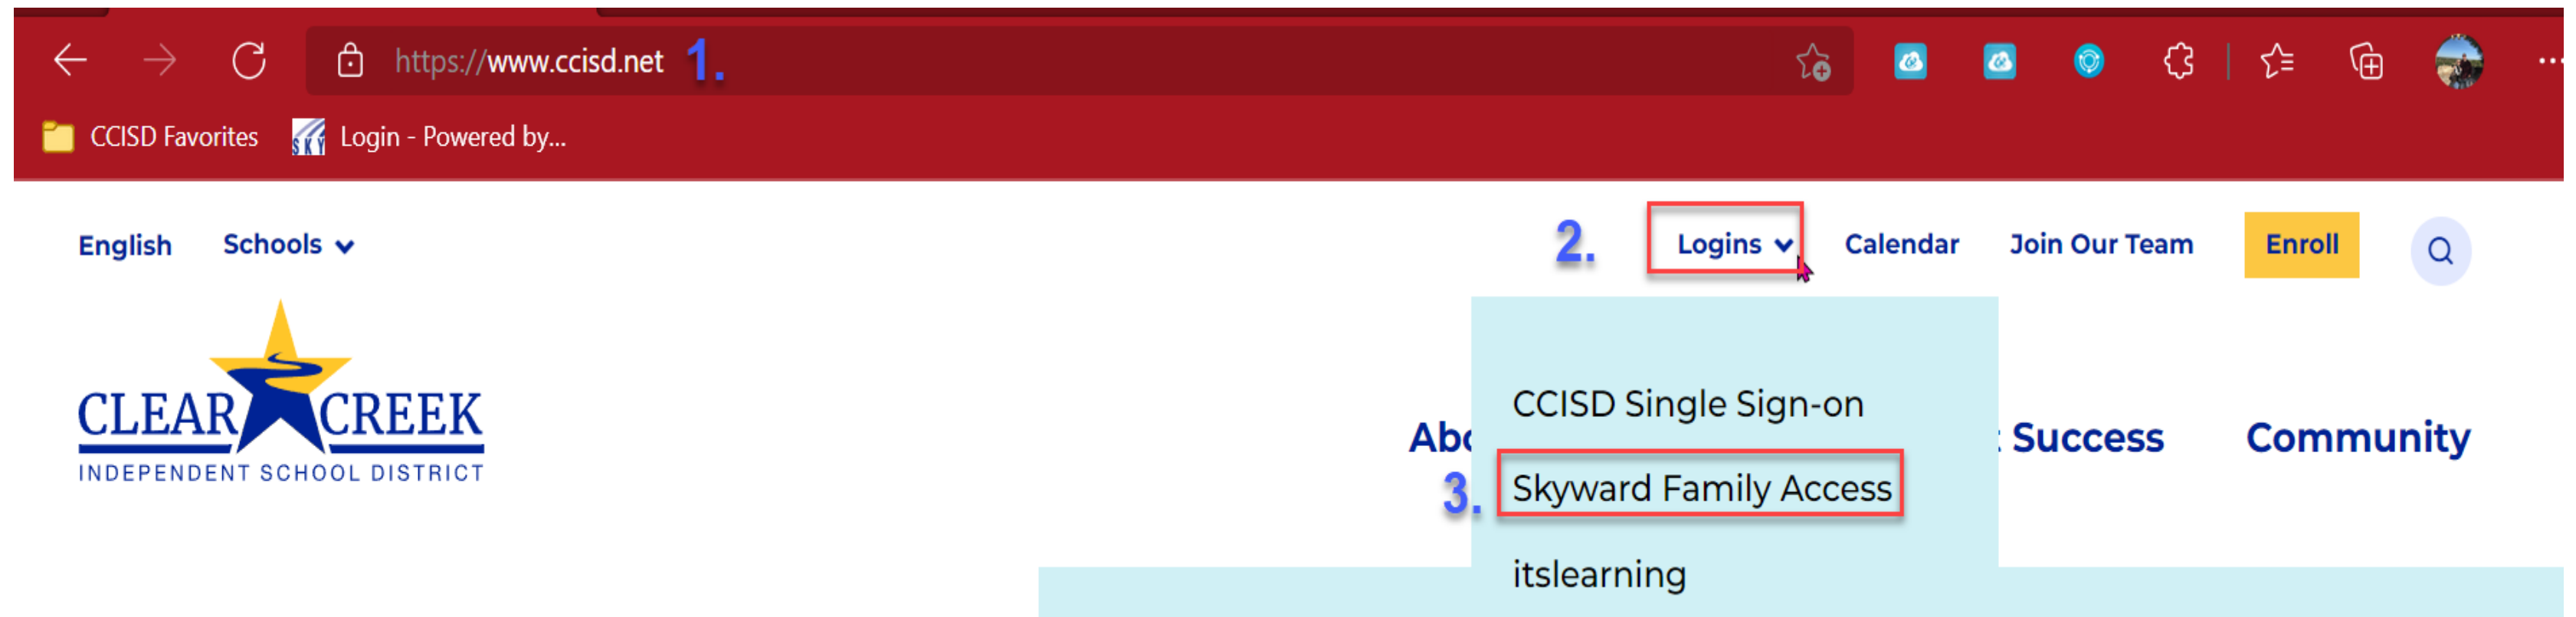 https://www.ccisd.net 1.
CCISD Favorites SKY Login - Powered by...
English Schools 2. Logins Calendar Join Our Team Enroll
CLEAR CREEK
INDEPENDENT SCHOOL DISTRICT
CCISD Single Sign-on
Success Community
3. Skyward Family Access
itslearning